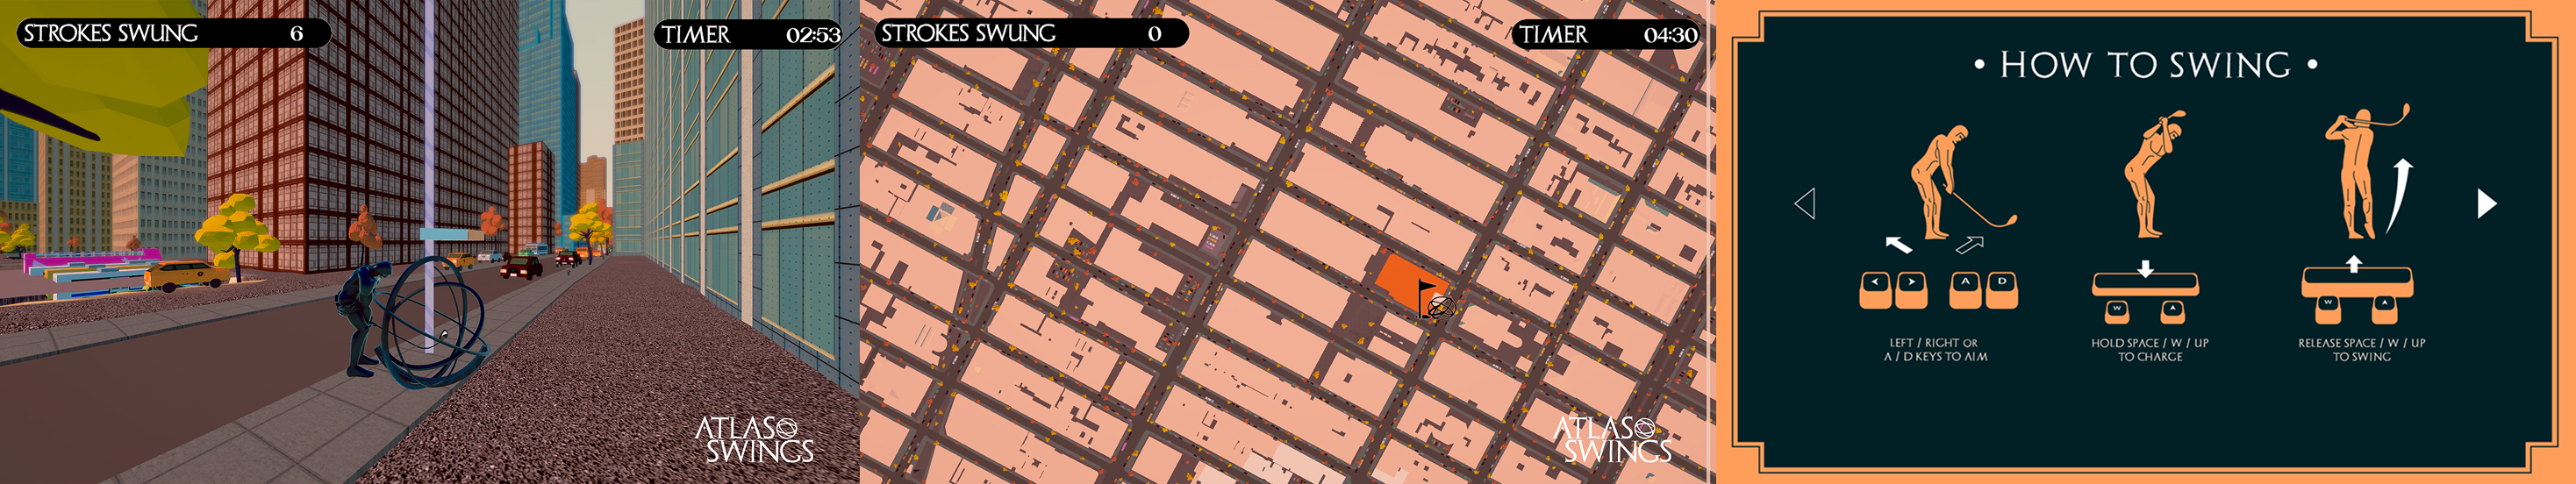 STROKES SWUNG 6
TIMER 02:53
ATLAS
SWINGS
STROKES SWUNG 0
TIMER 04:30
ATLAS
SWINGS
• HOW TO SWING •
A D
W A
W A
LEFT / RIGHT OR
A / D KEYS TO AIM
HOLD SPACE / W / UP
TO CHARGE
RELEASE SPACE / W / UP
TO SWING